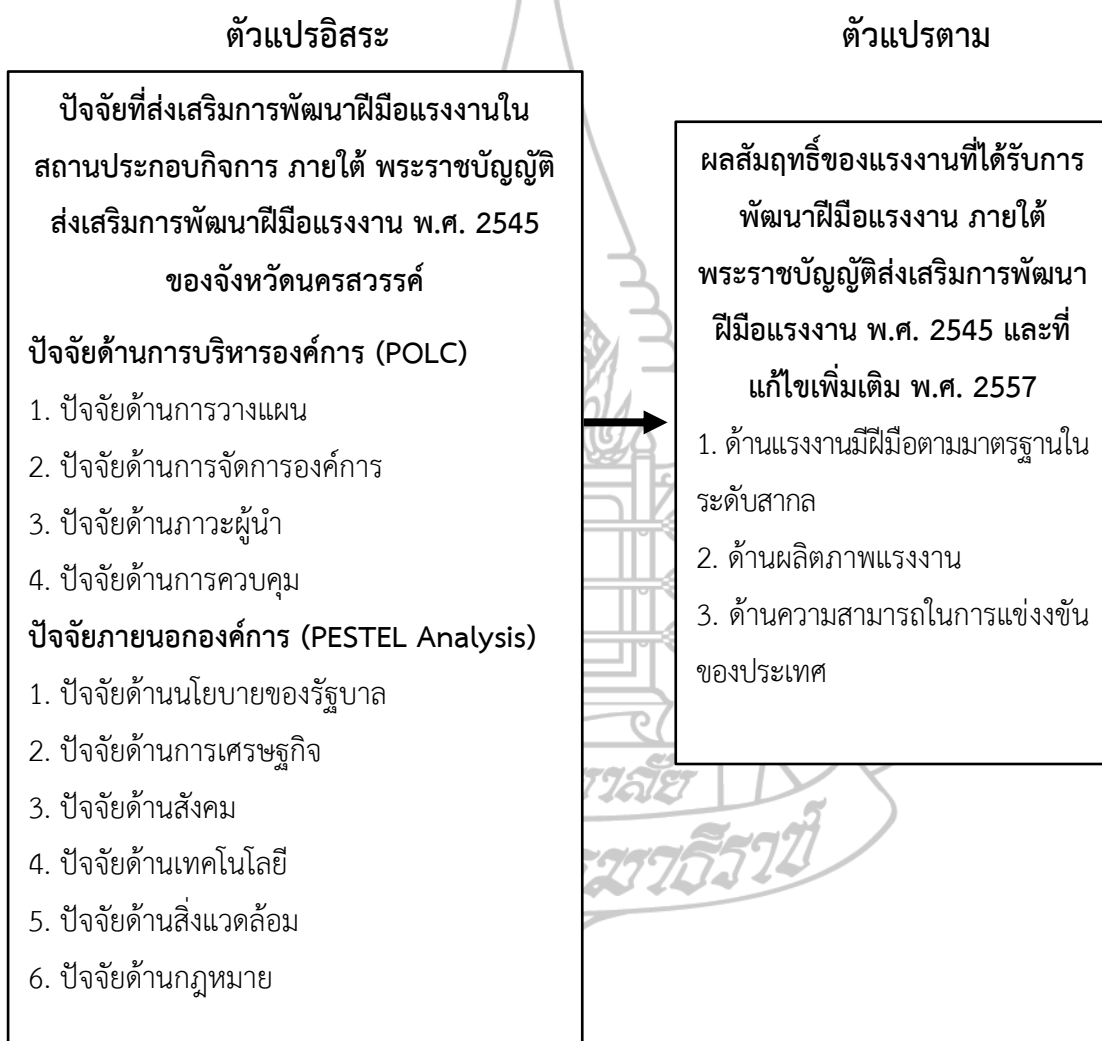 ตัวแปรอิสระ
ปัจจัยที่ส่งเสริมการพัฒนาฝีมือแรงงานใน
สถานประกอบกิจการ ภายใต้ พระราชบัญญัติ
ส่งเสริมการพัฒนาฝีมือแรงงาน พ.ศ. 2545
ของจังหวัดนครสวรรค์
ปัจจัยด้านการบริหารองค์การ (POLC)
1. ปัจจัยด้านการวางแผน
2. ปัจจัยด้านการจัดการองค์การ
3. ปัจจัยด้านภาวะผู้นำ
4. ปัจจัยด้านการควบคุม
ปัจจัยภายนอกองค์การ (PESTEL Analysis)
1. ปัจจัยด้านนโยบายของรัฐบาล
2. ปัจจัยด้านการเศรษฐกิจ
3. ปัจจัยด้านสังคม
4. ปัจจัยด้านเทคโนโลยี
5. ปัจจัยด้านสิ่งแวดล้อม
6. ปัจจัยด้านกฎหมาย
ตัวแปรตาม
ผลสัมฤทธิ์ของแรงงานที่ได้รับการ
พัฒนาฝีมือแรงงาน ภายใต้
พระราชบัญญัติส่งเสริมการพัฒนา
ฝีมือแรงงาน พ.ศ. 2545 และที่
แก้ไขเพิ่มเติม พ.ศ. 2557
1. ด้านแรงงานมีฝีมือตามมาตรฐานใน
ระดับสากล
2. ด้านผลิตภาพแรงงาน
3. ด้านความสามารถในการแข่งงขัน
ของประเทศ